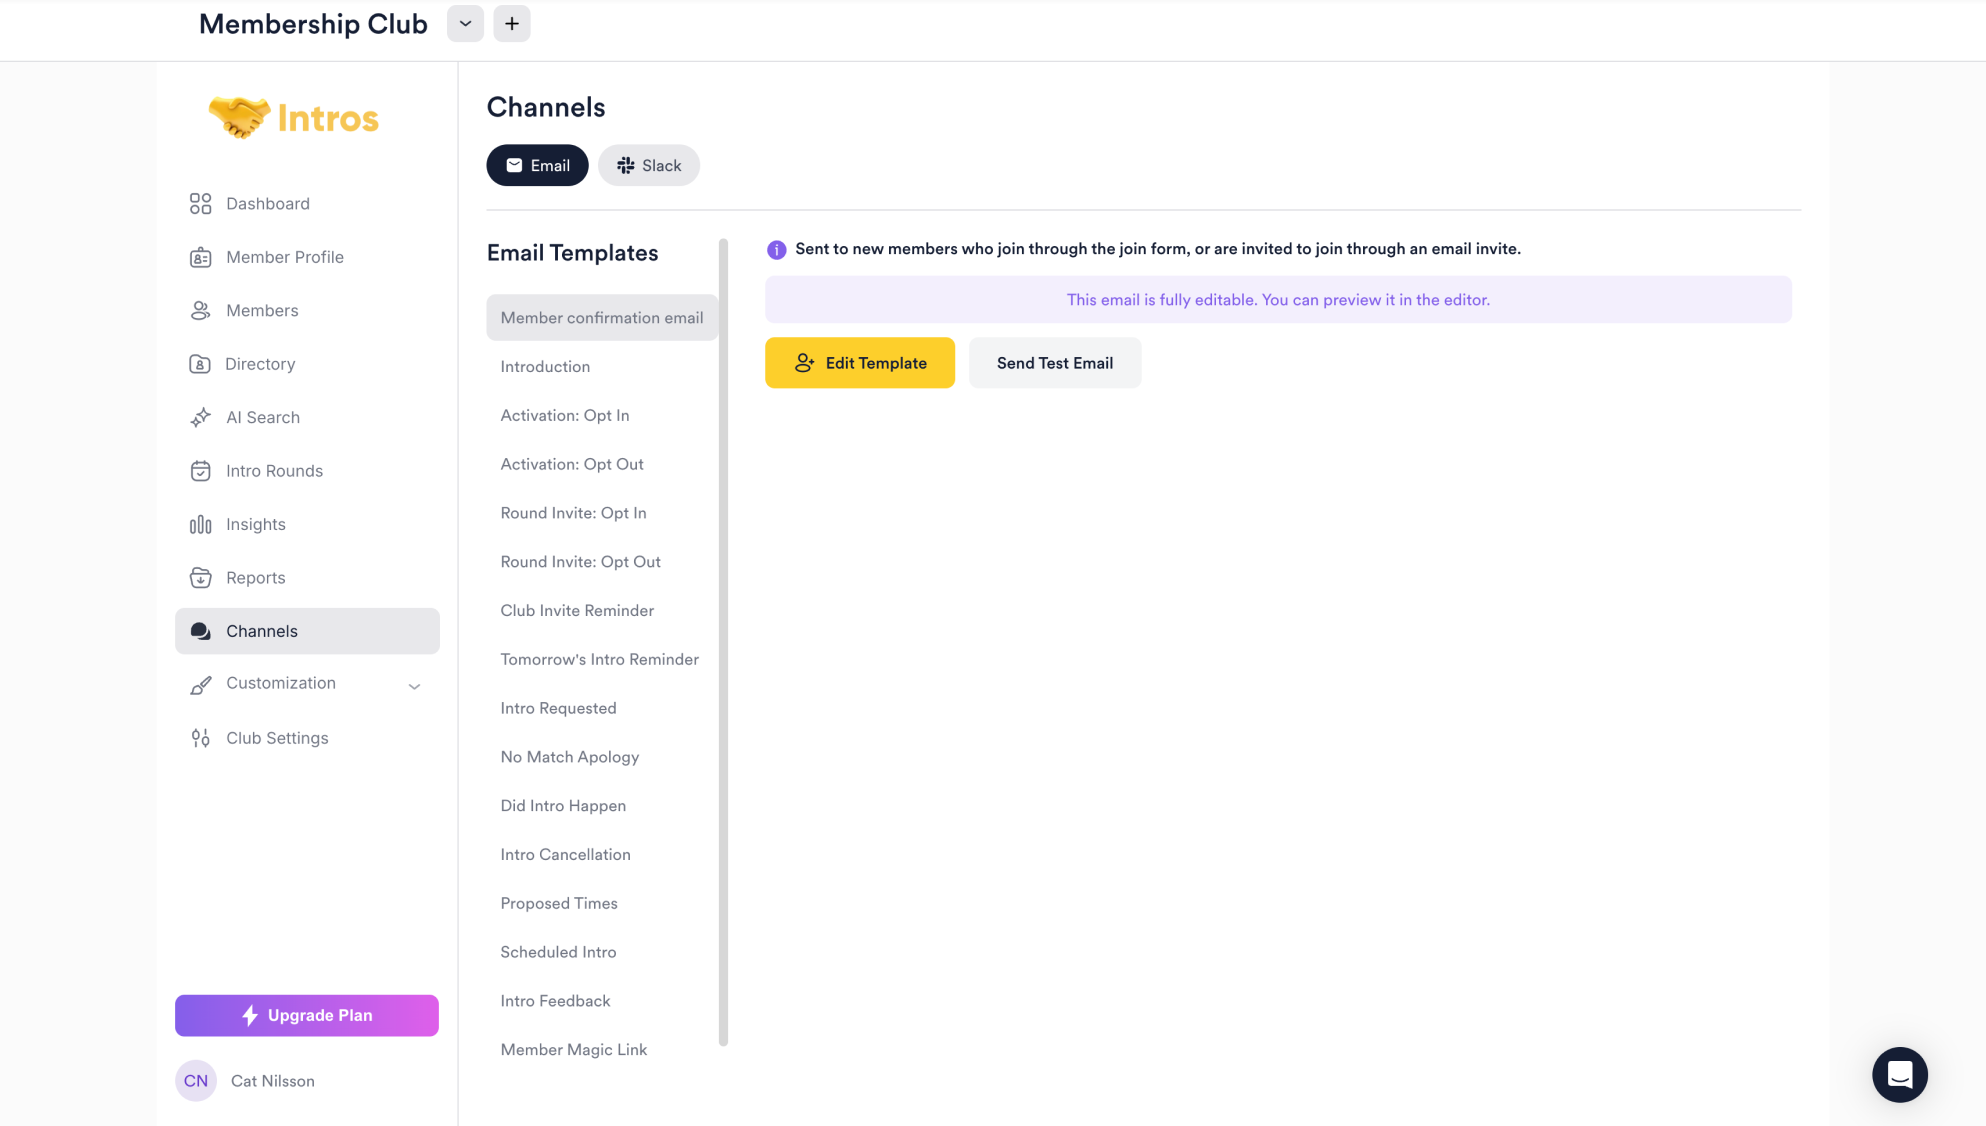 Membership Club
Intros
Dashboard
Member Profile
Members
Directory
AI Search
Intro Rounds
Insights
Reports
Channels
Customization
Club Settings
Upgrade Plan
CN
Cat Nilsson
Channels
Email
Slack
Email Templates
Member confirmation email
Introduction
Activation: Opt In
Activation: Opt Out
Round Invite: Opt In
Round Invite: Opt Out
Club Invite Reminder
Tomorrow's Intro Reminder
Intro Requested
No Match Apology
Did Intro Happen
Intro Cancellation
Proposed Times
Scheduled Intro
Intro Feedback
Member Magic Link
Sent to new members who join through the join form, or are invited to join through an email invite.
This email is fully editable. You can preview it in the editor.
Edit Template
Send Test Email